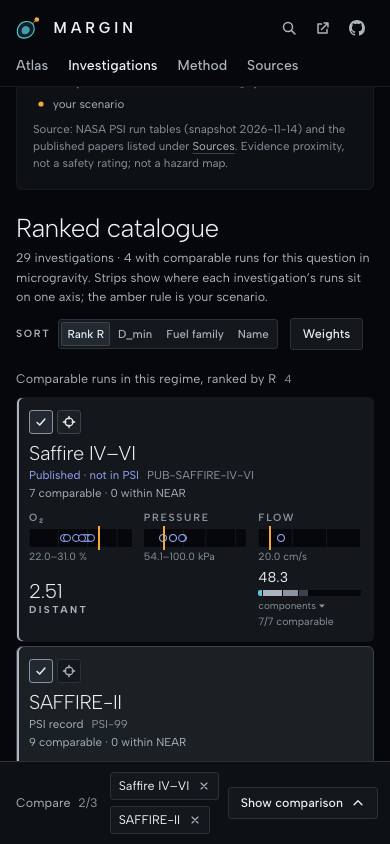 MARGIN
Atlas Investigations Method Sources
your scenario
Source: NASA PSI run tables (snapshot 2026-11-14) and the
published papers listed under Sources. Evidence proximity,
not a safety rating; not a hazard map.
Ranked catalogue
29 investigations · 4 with comparable runs for this question in
microgravity. Strips show where each investigation's runs sit
on one axis; the amber rule is your scenario.
SORT Rank R D_min Fuel family Name Weights
Comparable runs in this regime, ranked by R 4
Saffire IV–VI
Published · not in PSI PUB-SAFFIRE-IV-VI
7 comparable · 0 within NEAR
O₂ PRESSURE FLOW
22.0–31.0 % 54.1–100.0 kPa 20.0 cm/s
2.51 48.3
DISTANT components
7/7 comparable
SAFFIRE-II
PSI record PSI-99
9 comparable · 0 within NEAR
Compare 2/3 Saffire IV–VI × Show comparison
SAFFIRE-II ×